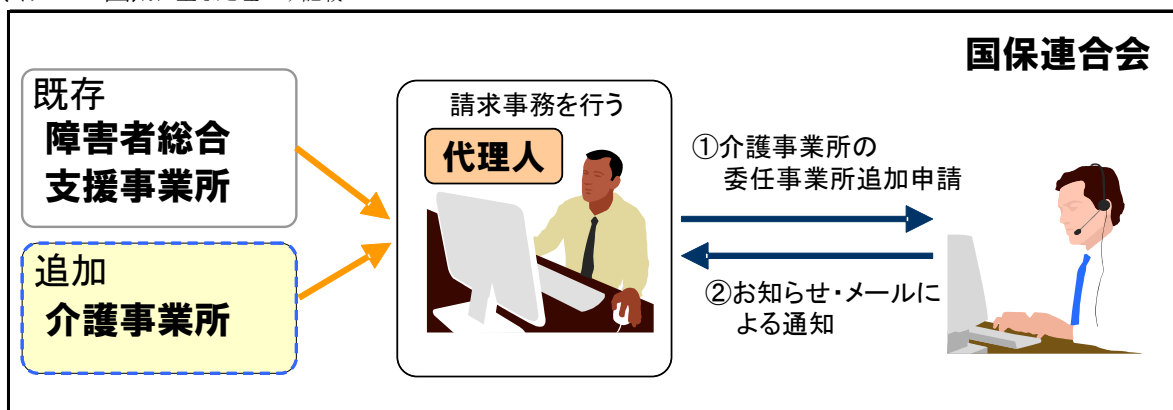 既存
障害者総合
支援事業所
追加
介護事業所
請求事務を行う
代理人
①介護事業所の
委任事業所追加申請
②お知らせ・メールに
よる通知
国保連合会